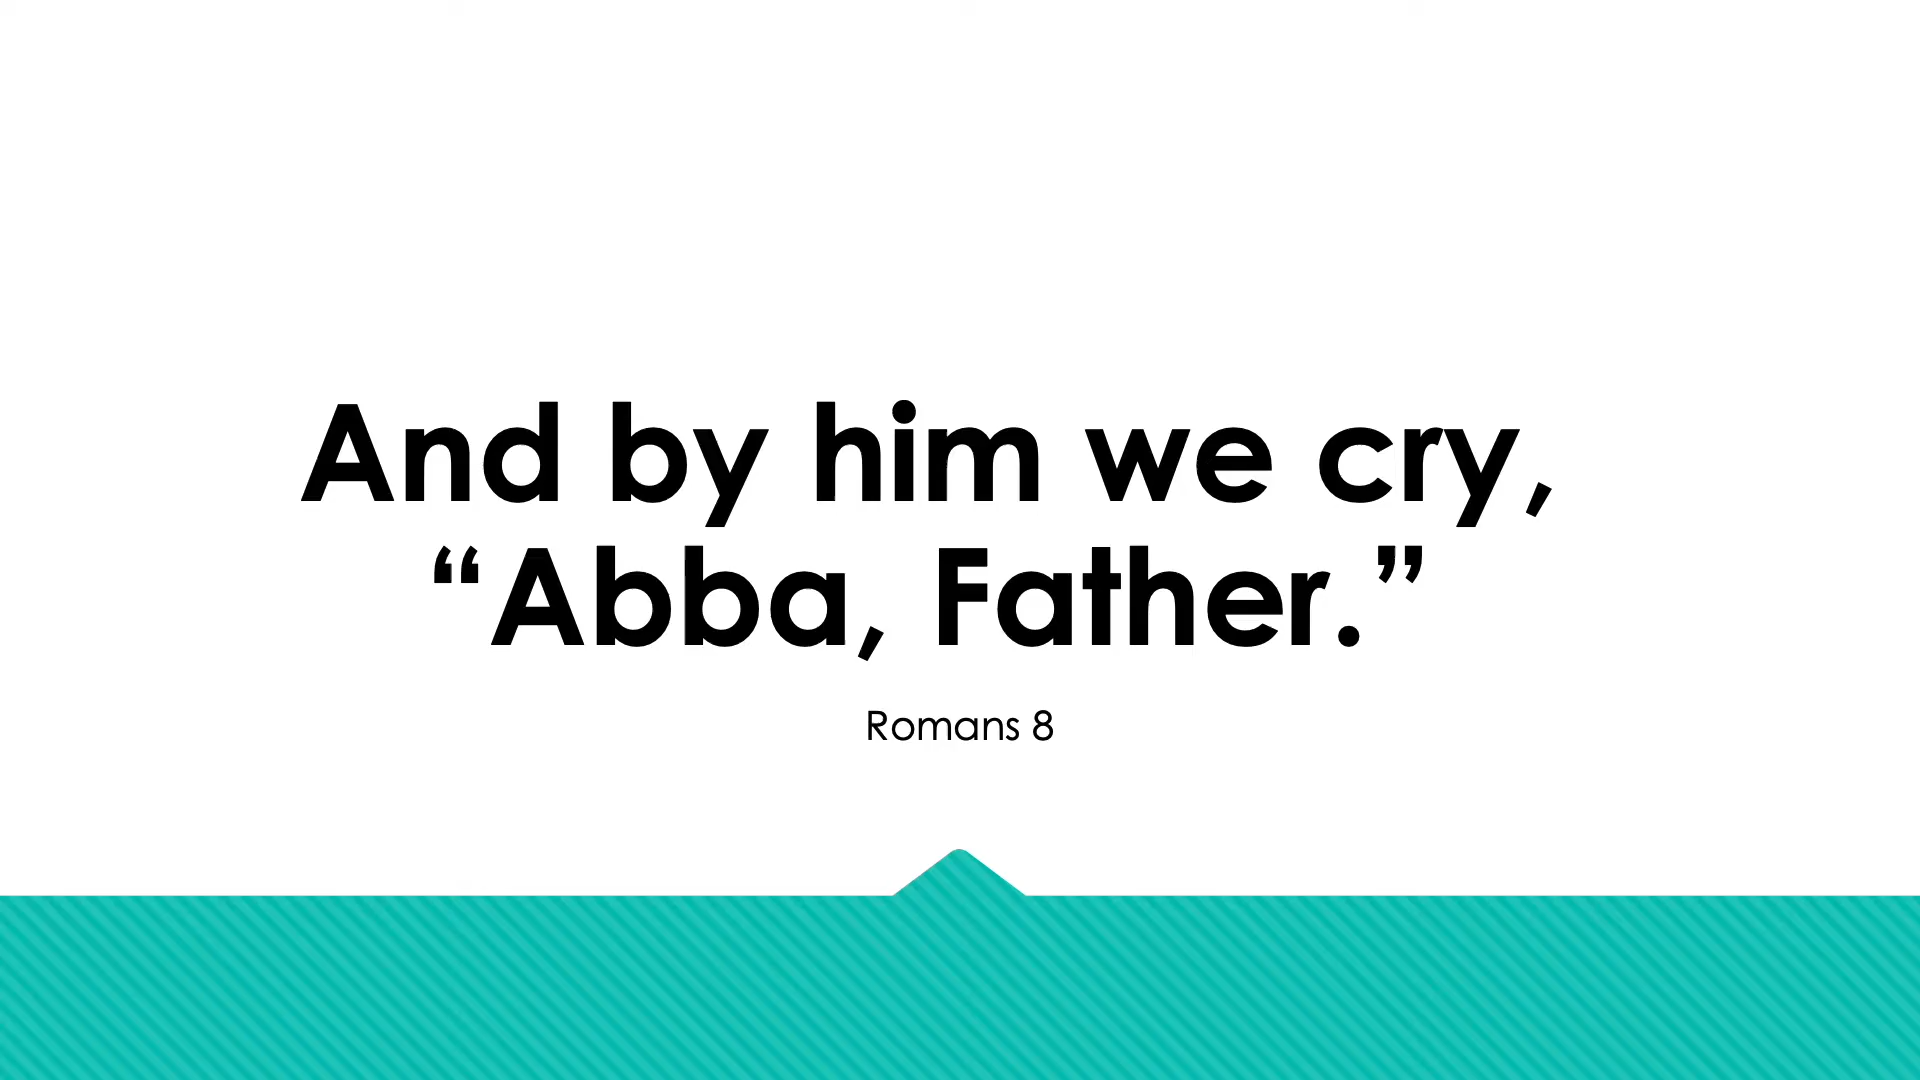 And by him we cry,
“Abba, Father.”
Romans 8